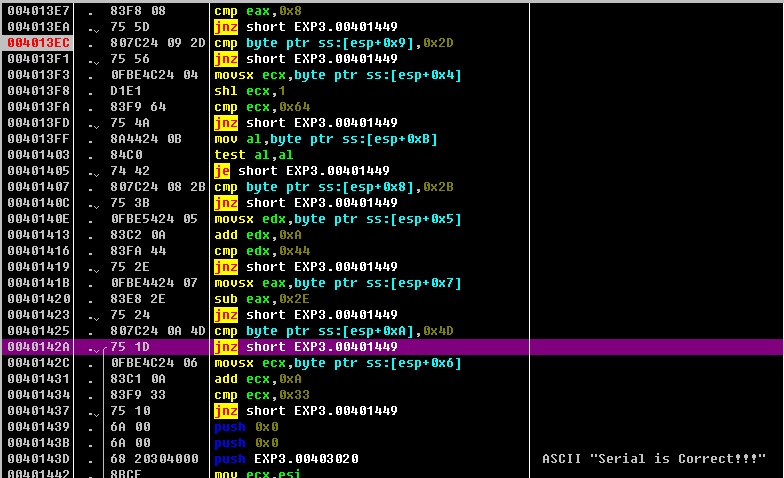 004013E7 . 83F8 08 cmp eax,0x8
004013EA . 75 5D jnz short EXP3.00401449
004013EC . 807C24 09 2D cmp byte ptr ss:[esp+0x9],0x2D
004013F1 . 75 56 jnz short EXP3.00401449
004013F3 . 0FBE4C24 04 movsx ecx,byte ptr ss:[esp+0x4]
004013F8 . D1E1 shl ecx,1
004013FA . 83F9 64 cmp ecx,0x64
004013FD . 75 4A jnz short EXP3.00401449
004013FF . 8A4424 0B mov al,byte ptr ss:[esp+0xB]
00401403 . 84C0 test al,al
00401405 . 74 42 je short EXP3.00401449
00401407 . 807C24 08 2B cmp byte ptr ss:[esp+0x8],0x2B
0040140C . 75 3B jnz short EXP3.00401449
0040140E . 0FBE5424 05 movsx edx,byte ptr ss:[esp+0x5]
00401413 . 83C2 0A add edx,0xA
00401416 . 83FA 44 cmp edx,0x44
00401419 . 75 2E jnz short EXP3.00401449
0040141B . 0FBE4424 07 movsx eax,byte ptr ss:[esp+0x7]
00401420 . 83E8 2E sub eax,0x2E
00401423 . 75 24 jnz short EXP3.00401449
00401425 . 807C24 0A 4D cmp byte ptr ss:[esp+0xA],0x4D
0040142A . 75 1D jnz short EXP3.00401449
0040142C . 0FBE4C24 06 movsx ecx,byte ptr ss:[esp+0x6]
00401431 . 83C1 0A add ecx,0xA
00401434 . 83F9 33 cmp ecx,0x33
00401437 . 75 10 jnz short EXP3.00401449
00401439 . 6A 00 push 0x0
0040143B . 6A 00 push 0x0
0040143D . 68 20304000 push EXP3.00403020 ASCII "Serial is Correct!!!"
00401442 . 8BCE mov ecx,esi